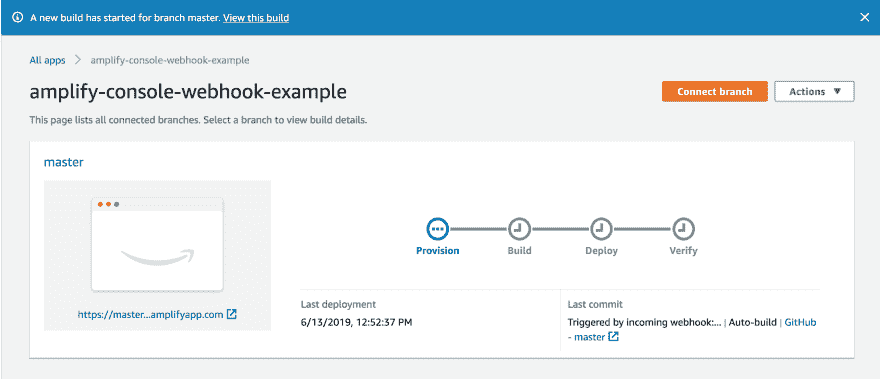 A new build has started for branch master. View this build
All apps > amplify-console-webhook-example
amplify-console-webhook-example
Connect branch
Actions
This page lists all connected branches. Select a branch to view build details.
master
Provision
Build
Deploy
Verify
https://master...amplifyapp.com
Last deployment
6/13/2019, 12:52:37 PM
Last commit
Triggered by incoming webhook:... | Auto-build | GitHub
- master